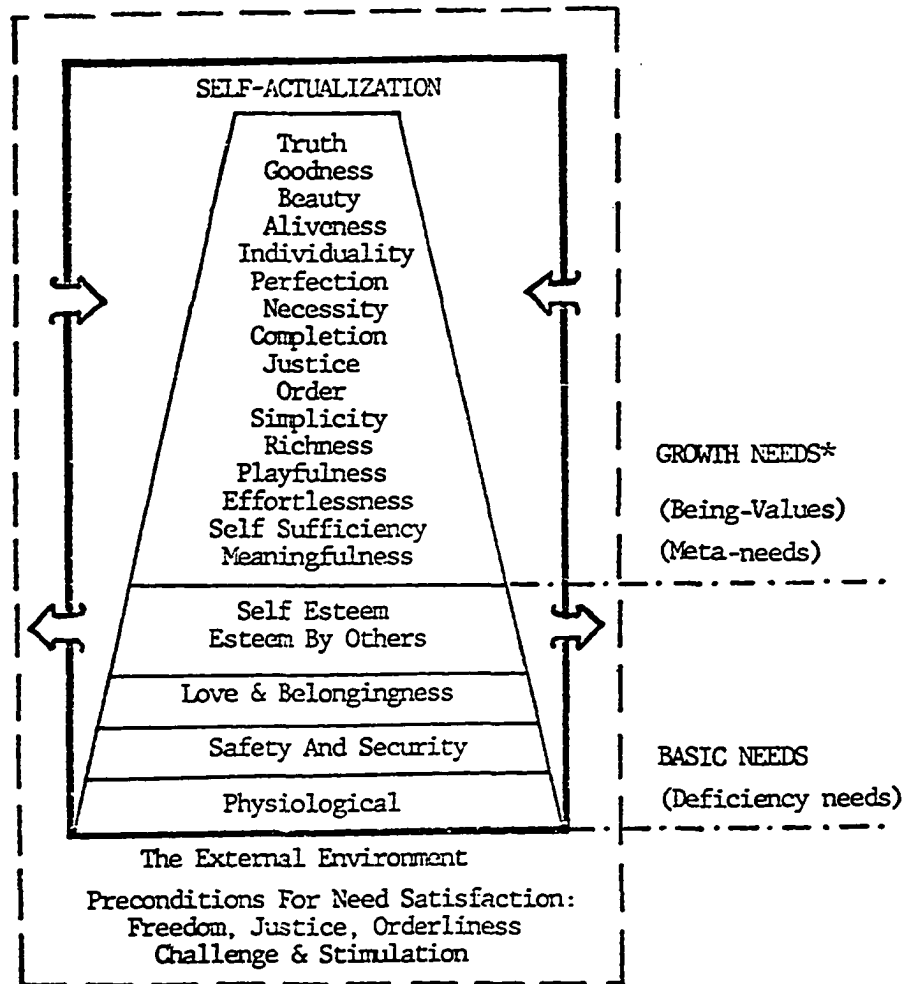 SELF-ACTUALIZATION
Truth
Goodness
Beauty
Aliveness
Individuality
Perfection
Necessity
Completion
Justice
Order
Simplicity
Richness
Playfulness
Effortlessness
Self Sufficiency
Meaningfulness
GROWTH NEEDS*
(Being-Values)
(Meta-needs)
Self Esteem
Esteem By Others
Love & Belongingness
Safety And Security
Physiological
BASIC NEEDS
(Deficiency needs)
The External Environment
Preconditions For Need Satisfaction:
Freedom, Justice, Orderliness
Challenge & Stimulation